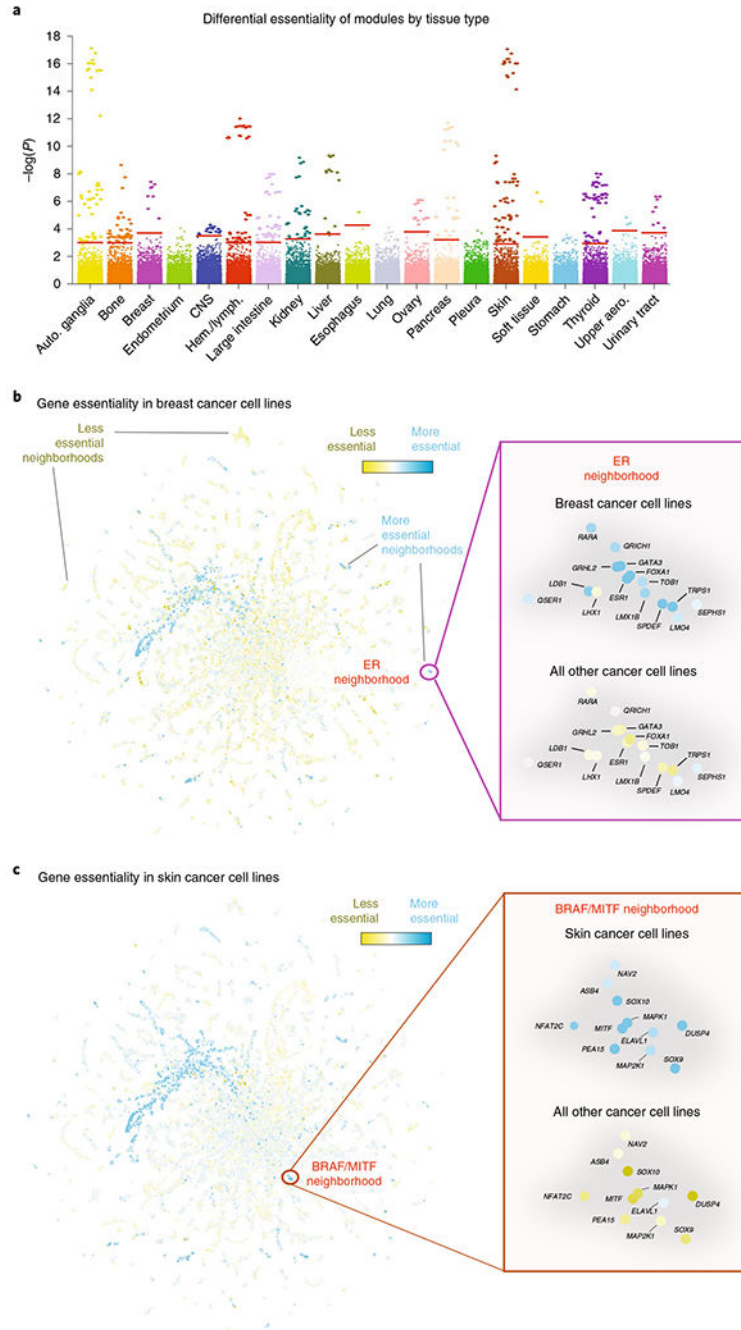 a
Differential essentiality of modules by tissue type
18
16
14
12
10
8
6
4
2
0
–log(P)
Auto. ganglia
Bone
Breast
Endometrium
CNS
Hem./lymph.
Large intestine
Kidney
Liver
Esophagus
Lung
Ovary
Pancreas
Pleura
Skin
Soft tissue
Stomach
Thyroid
Upper aero.
Urinary tract
b
Gene essentiality in breast cancer cell lines
Less
essential
neighborhoods
Less
essential
More
essential
More
essential
neighborhoods
ER
neighborhood
ER
neighborhood
Breast cancer cell lines
RARA
QRICH1
GRHL2
GATA3
FOXA1
LDB1
TOB1
TRPS1
QSER1
ESR1
SEPHS1
LHX1
LMX1B
SPDEF
LMO4
All other cancer cell lines
RARA
QRICH1
GRHL2
GATA3
FOXA1
LDB1
TOB1
TRPS1
QSER1
ESR1
SEPHS1
LHX1
LMX1B
SPDEF
LMO4
c
Gene essentiality in skin cancer cell lines
Less
essential
More
essential
BRAF/MITF
neighborhood
BRAF/MITF neighborhood
Skin cancer cell lines
NAV2
ASB4
SOX10
MAPK1
NFAT2C
MITF
DUSP4
ELAVL1
PEA15
SOX9
MAP2K1
All other cancer cell lines
NAV2
ASB4
SOX10
MAPK1
NFAT2C
MITF
DUSP4
ELAVL1
PEA15
SOX9
MAP2K1